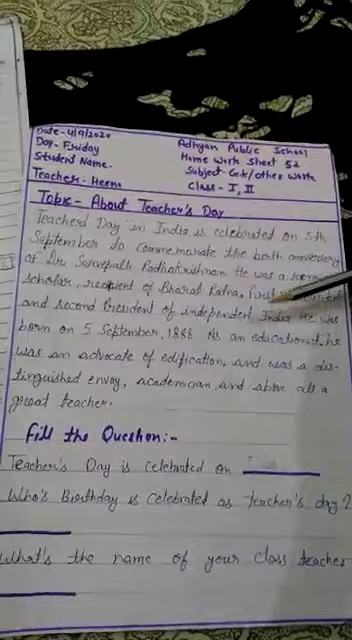 Date- 4/9/2020
Day- Friday
Student Name-
Teacher- Heena
Adhyan Public School
Home Work Sheet 52
Subject- G.k/other work
Class- I, II
Topic- About Teacher's Day
Teachers' Day in India is celebrated on 5th
September to commemorate the birth anniversary
of Dr. Sarvepalli Radhakrishnan He was a
scholar, recipient of Bharat Ratna, first
and second President of independent India He was
born on 5 September, 1888 As an educationist, he
was an advocate of edification, and was a dis-
tinguished envoy, academician, and above all a
great teacher.
Fill the Question:-
Teacher's Day is celebrated on
Who's Birthday is celebrated as teacher's day?
What's the name of your class teacher